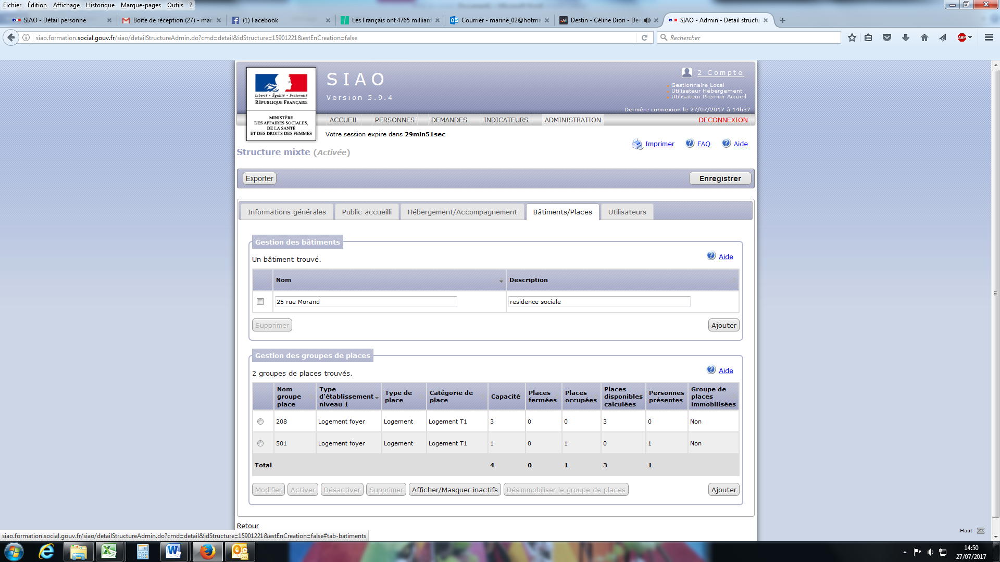 Fichier Édition Affichage Historique Marque-pages Outils ?
SIAO - Détail personne
Boîte de réception (27) - mar
(1) Facebook
Les Français ont 4765 milliard
Courrier - marine_02@hotma
Destin - Céline Dion - De
SIAO - Admin - Détail structu
siao.formation.social.gouv.fr/siao/detailStructureAdmin.do?cmd=detail&idStructure=15901221&estEnCreation=false
Rechercher
ABP
Liberté • Égalité • Fraternité
RÉPUBLIQUE FRANÇAISE
MINISTÈRE
DES AFFAIRES SOCIALES,
DE LA SANTÉ
ET DES DROITS DES FEMMES
SIAO
Version 5.9.4
2 Compte
Gestionnaire Local
Utilisateur Hébergement
Utilisateur Premier Accueil
Dernière connexion le 27/07/2017 à 14h37
ACCUEIL PERSONNES DEMANDES INDICATEURS ADMINISTRATION DECONNEXION
Votre session expire dans 29min51sec
Imprimer FAQ Aide
Structure mixte (Activée)
Exporter Enregistrer
Informations générales Public accueilli Hébergement/Accompagnement Bâtiments/Places Utilisateurs
Gestion des bâtiments
Un bâtiment trouvé.
Aide
Nom Description
25 rue Morand residence sociale
Supprimer Ajouter
Gestion des groupes de places
2 groupes de places trouvés.
Aide
Nom groupe place Type d'établissement niveau 1 Type de place Catégorie de place Capacité Places fermées Places occupées Places disponibles calculées Personnes présentes Groupe de places immobilisées
208 Logement foyer Logement Logement T1 3 0 0 3 0 Non
501 Logement foyer Logement Logement T1 1 0 1 0 1 Non
Total 4 0 1 3 1
Modifier Activer Désactiver Supprimer Afficher/Masquer inactifs Désimmobiliser le groupe de places Ajouter
Retour
Haut
siao.formation.social.gouv.fr/siao/detailStructureAdmin.do?cmd=detail&idStructure=15901221&estEnCreation=false#tab-batiments
14:50
27/07/2017